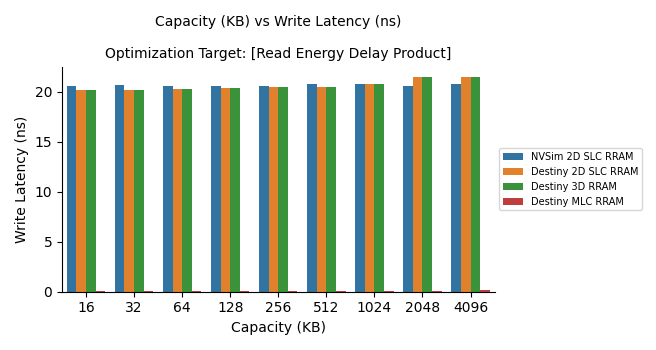 Capacity (KB) vs Write Latency (ns)
Optimization Target: [Read Energy Delay Product]
Write Latency (ns)
20
15
10
5
0
16 32 64 128 256 512 1024 2048 4096
Capacity (KB)
NVSim 2D SLC RRAM
Destiny 2D SLC RRAM
Destiny 3D RRAM
Destiny MLC RRAM